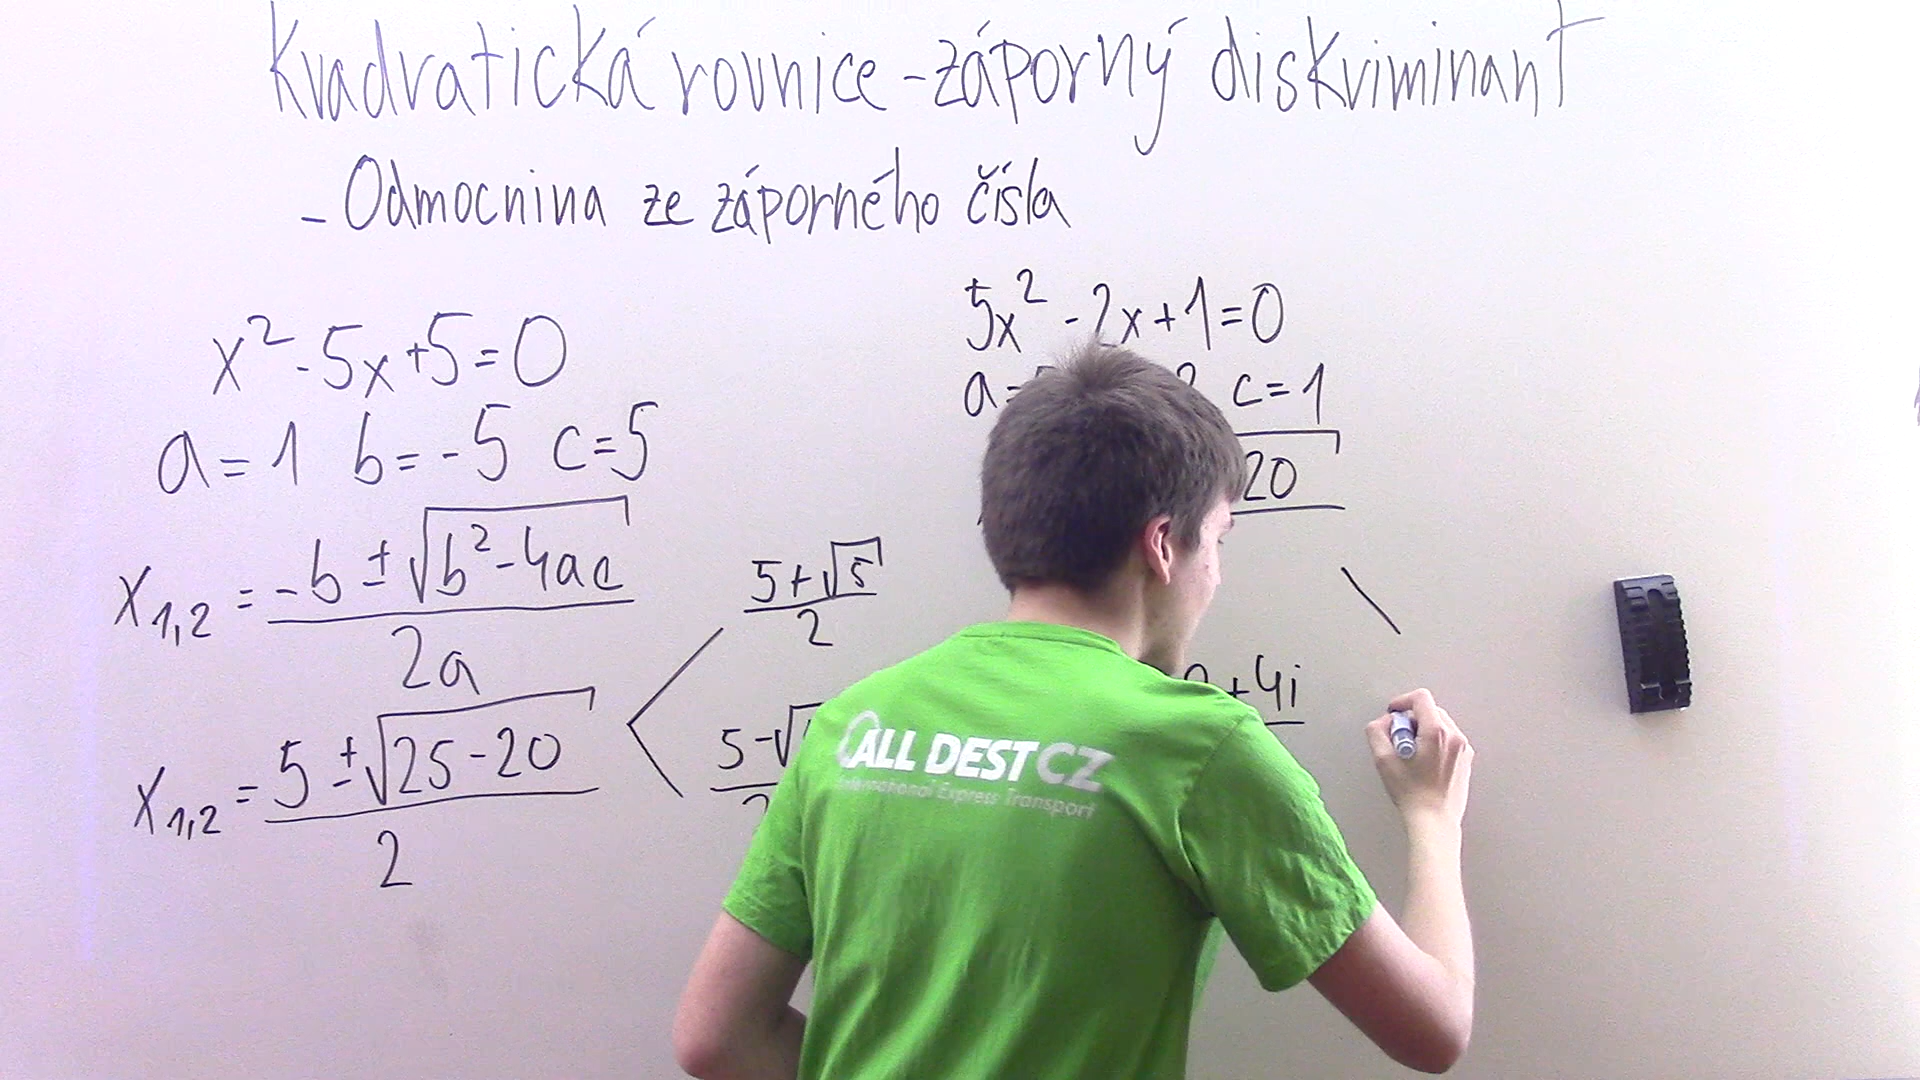 Kvadratická rovnice - záporný diskriminant
- Odmocnina ze záporného čísla
x² - 5x + 5 = 0
a = 1 b = -5 c = 5
x₁,₂ = (-b ± √(b² - 4ac)) / 2a
x₁,₂ = (5 ± √(25 - 20)) / 2
(5 + √5) / 2
5 - √
5x² - 2x + 1 = 0
a = c = 1
20
+ 4i
CALL DEST CZ
International Express Transport